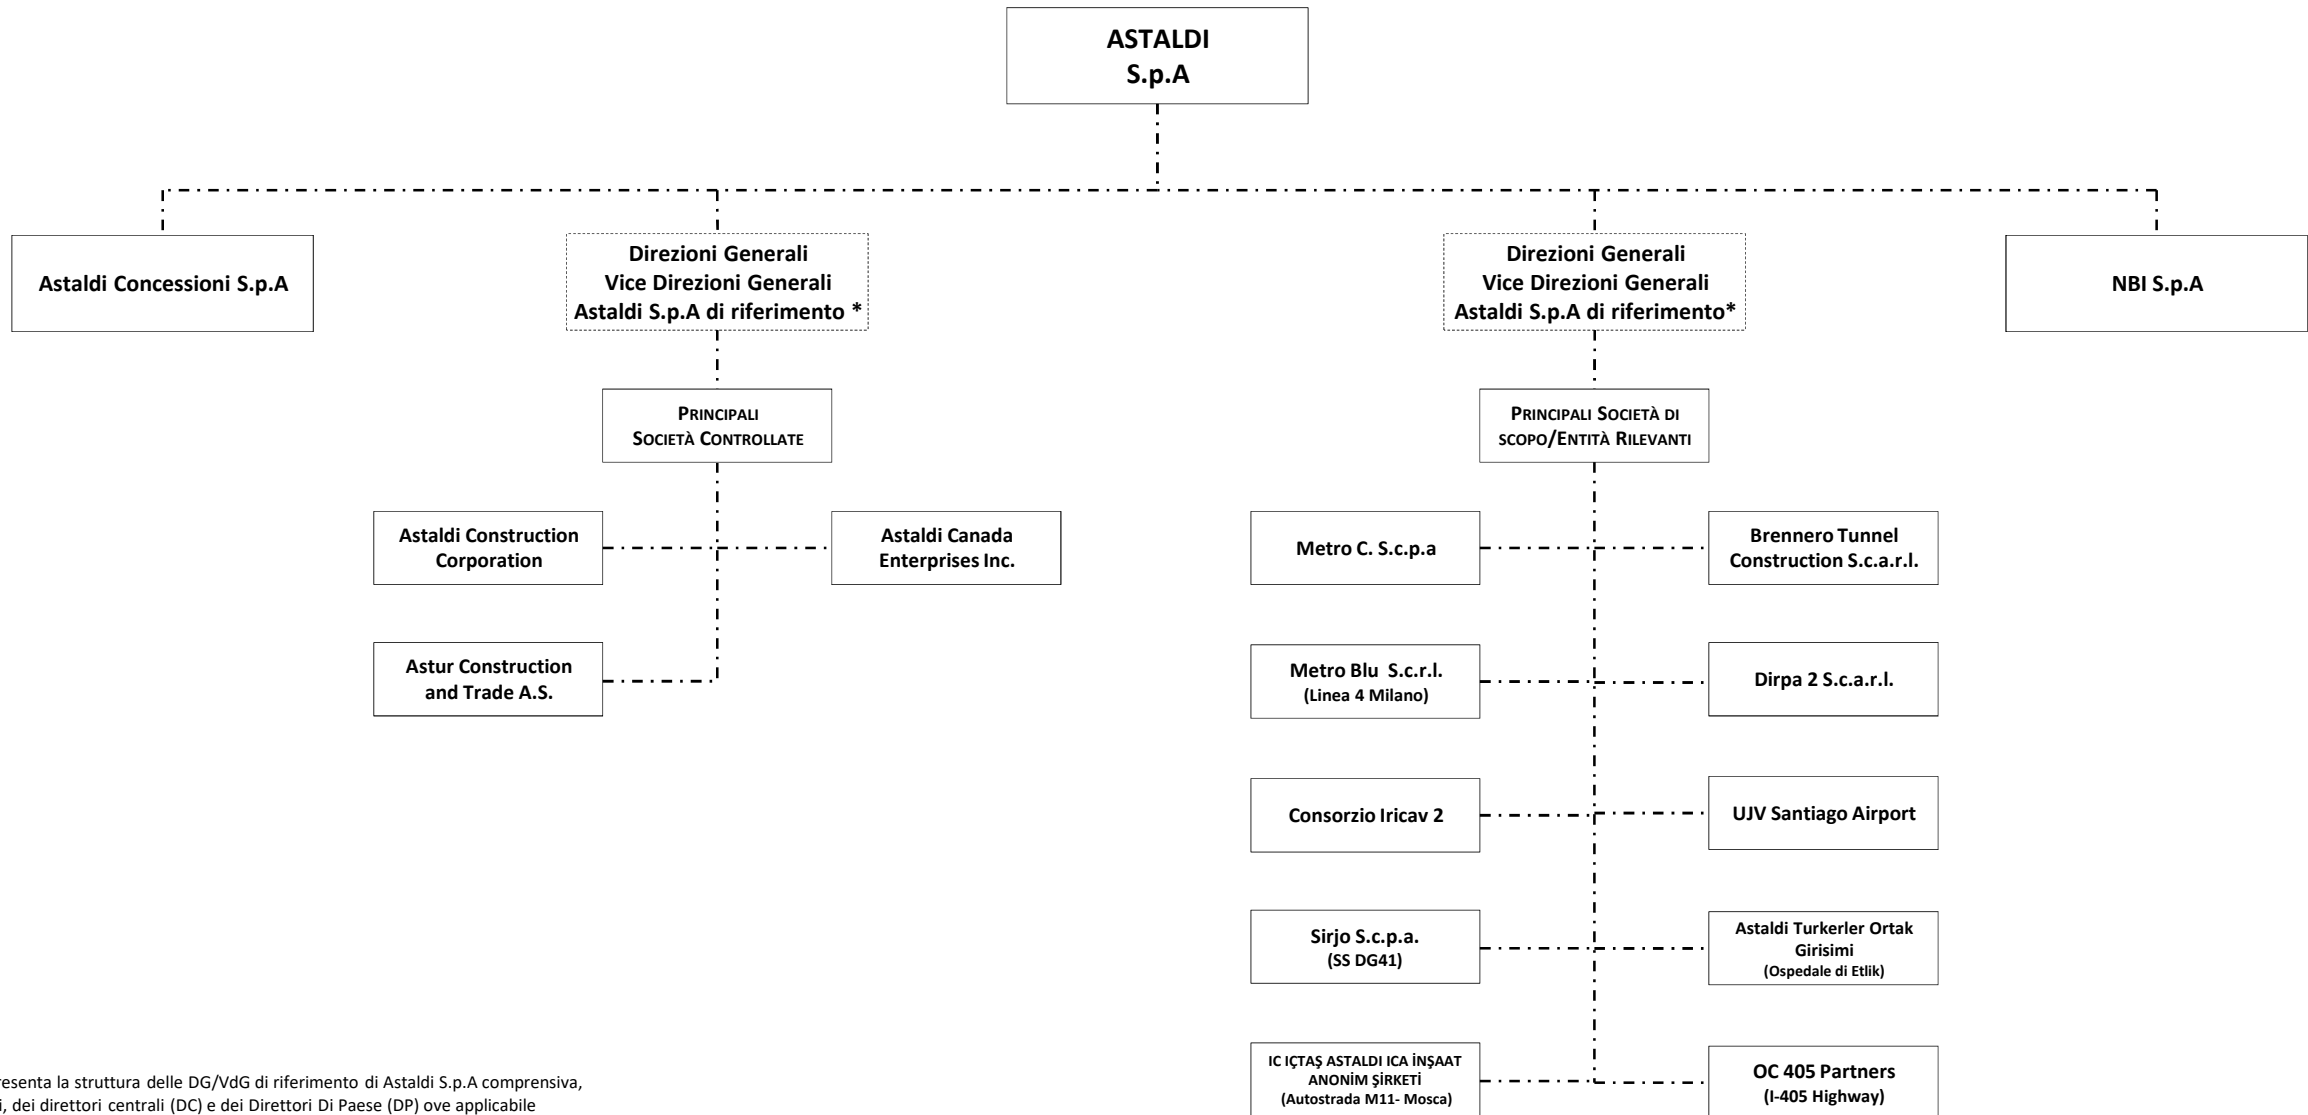 ASTALDI
S.p.A
Astaldi Concessioni S.p.A
Direzioni Generali
Vice Direzioni Generali
Astaldi S.p.A di riferimento *
Direzioni Generali
Vice Direzioni Generali
Astaldi S.p.A di riferimento*
NBI S.p.A
PRINCIPALI
SOCIETÀ CONTROLLATE
PRINCIPALI SOCIETÀ DI
SCOPO/ENTITÀ RILEVANTI
Astaldi Construction
Corporation
Astaldi Canada
Enterprises Inc.
Astur Construction
and Trade A.S.
Metro C. S.c.p.a
Brennero Tunnel
Construction S.c.a.r.l.
Metro Blu S.c.r.l.
(Linea 4 Milano)
Dirpa 2 S.c.a.r.l.
Consorzio Iricav 2
UJV Santiago Airport
Sirjo S.c.p.a.
(SS DG41)
Astaldi Turkerler Ortak
Girisimi
(Ospedale di Etlik)
IC IÇTAŞ ASTALDI ICA İNŞAAT
ANONİM ŞİRKETİ
(Autostrada M11- Mosca)
OC 405 Partners
(I-405 Highway)
la struttura delle DG/VdG di riferimento di Astaldi S.p.A comprensiva,
dei direttori centrali (DC) e dei Direttori Di Paese (DP) ove applicabile